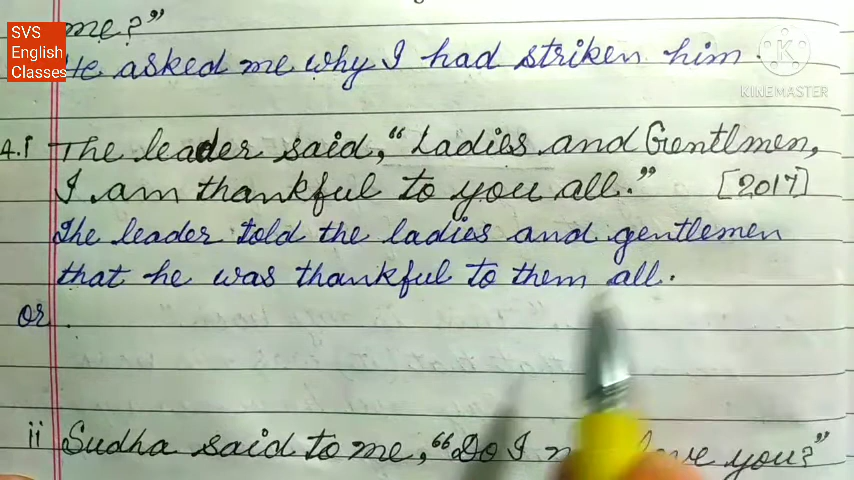 me?”
SVS
English
Classes
He asked me why I had striken him.
KINEMASTER
4.i The leader said, “Ladies and Gentlmen,
I am thankful to you all.” [2017]
The leader told the ladies and gentlemen
that he was thankful to them all.
or
ii Sudha said to me, “Do I you?”